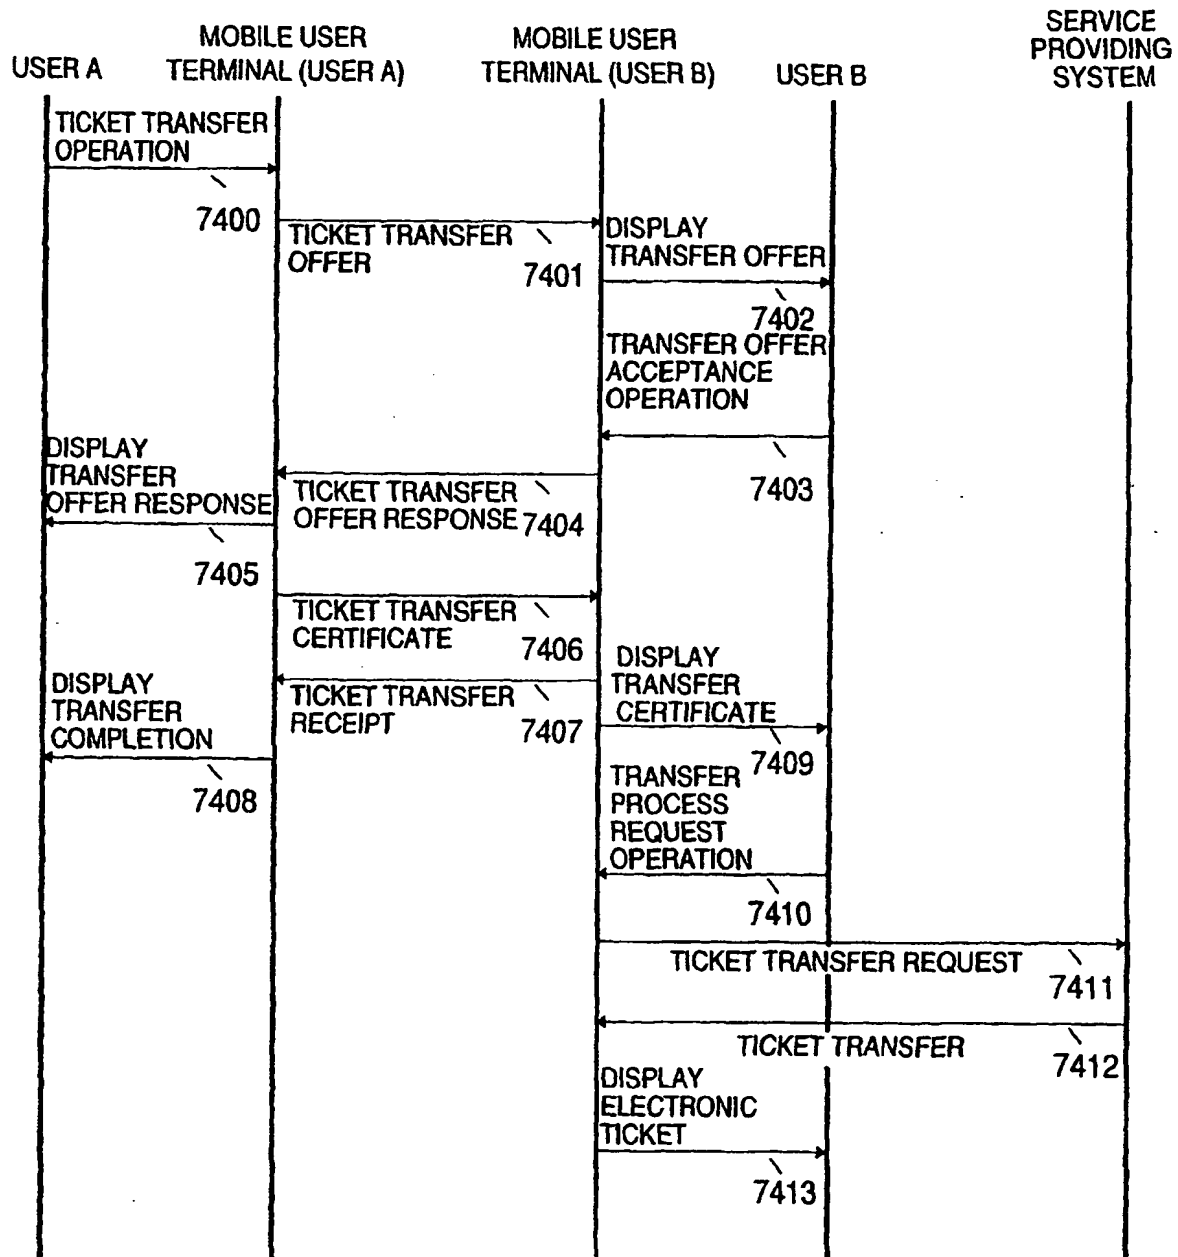 USER A
MOBILE USER
TERMINAL (USER A)
MOBILE USER
TERMINAL (USER B)
USER B
SERVICE
PROVIDING
SYSTEM
TICKET TRANSFER
OPERATION
7400
TICKET TRANSFER
OFFER
7401
DISPLAY
TRANSFER OFFER
7402
TRANSFER OFFER
ACCEPTANCE
OPERATION
7403
TICKET TRANSFER
OFFER RESPONSE
7404
DISPLAY
TRANSFER
OFFER RESPONSE
7405
TICKET TRANSFER
CERTIFICATE
7406
TICKET TRANSFER
RECEIPT
7407
DISPLAY
TRANSFER
COMPLETION
7408
DISPLAY
TRANSFER
CERTIFICATE
7409
TRANSFER
PROCESS
REQUEST
OPERATION
7410
TICKET TRANSFER REQUEST
7411
TICKET TRANSFER
7412
DISPLAY
ELECTRONIC
TICKET
7413